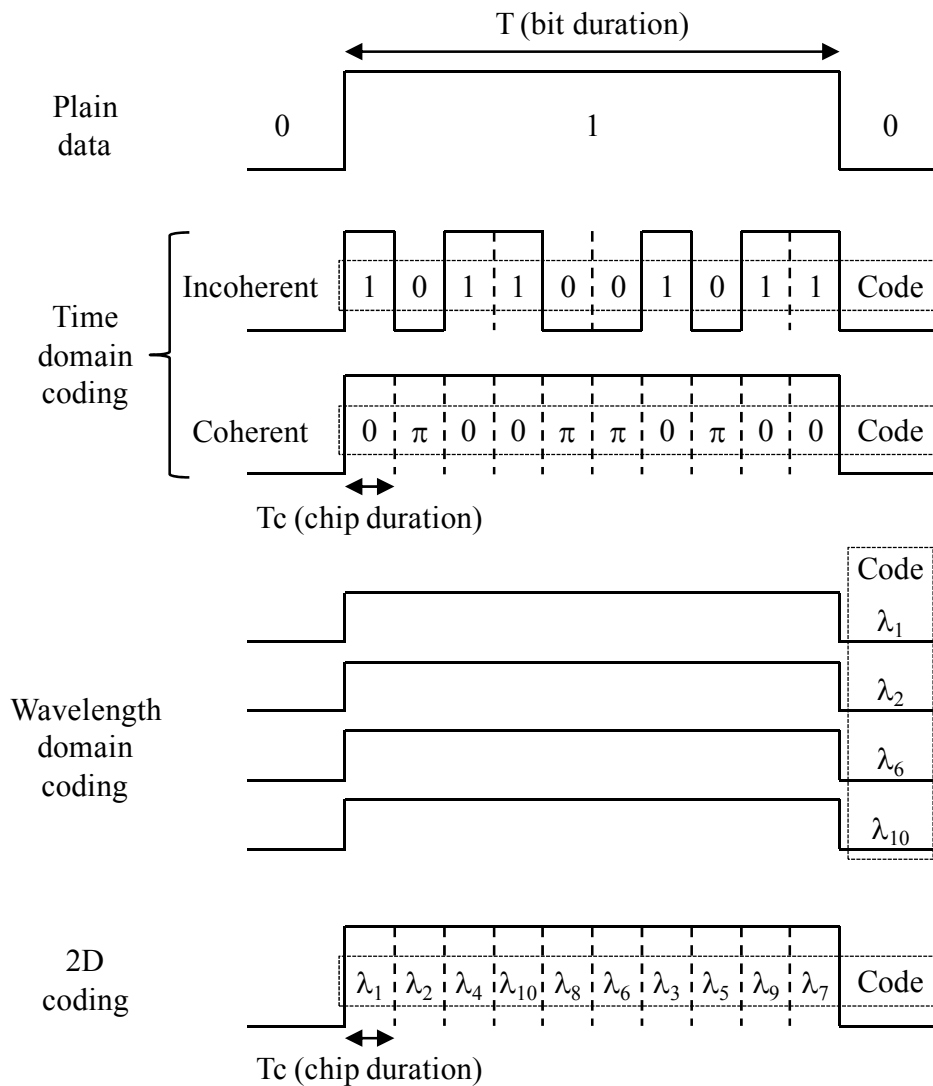 T (bit duration)
Plain
data
0 1 0
Time
domain
coding
Incoherent 1 0 1 1 0 0 1 0 1 1 Code
Coherent 0 π 0 0 π π 0 π 0 0 Code
Tc (chip duration)
Wavelength
domain
coding
Code
λ1
λ2
λ6
λ10
2D
coding
λ1 λ2 λ4 λ10 λ8 λ6 λ3 λ5 λ9 λ7 Code
Tc (chip duration)